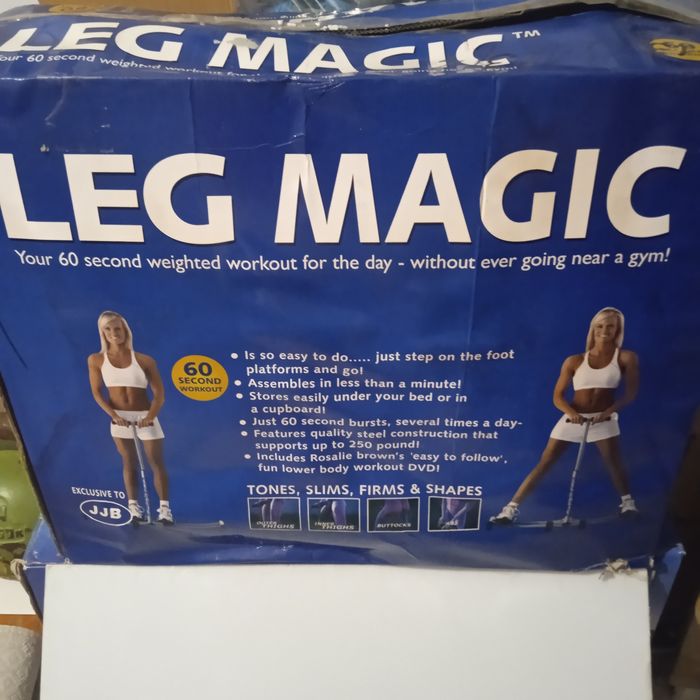 LEG MAGIC™
Your 60 second weighted workout
LEG MAGIC
Your 60 second weighted workout for the day - without ever going near a gym!
60
SECOND
WORKOUT
• Is so easy to do..... just step on the foot
platforms and go!
• Assembles in less than a minute!
• Stores easily under your bed or in
a cupboard!
• Just 60 second bursts, several times a day-
• Features quality steel construction that
supports up to 250 pound!
• Includes Rosalie brown's 'easy to follow',
fun lower body workout DVD!
EXCLUSIVE TO
JJB
TONES, SLIMS, FIRMS & SHAPES
OUTER THIGHS
INNER THIGHS
BUTTOCKS
ABS